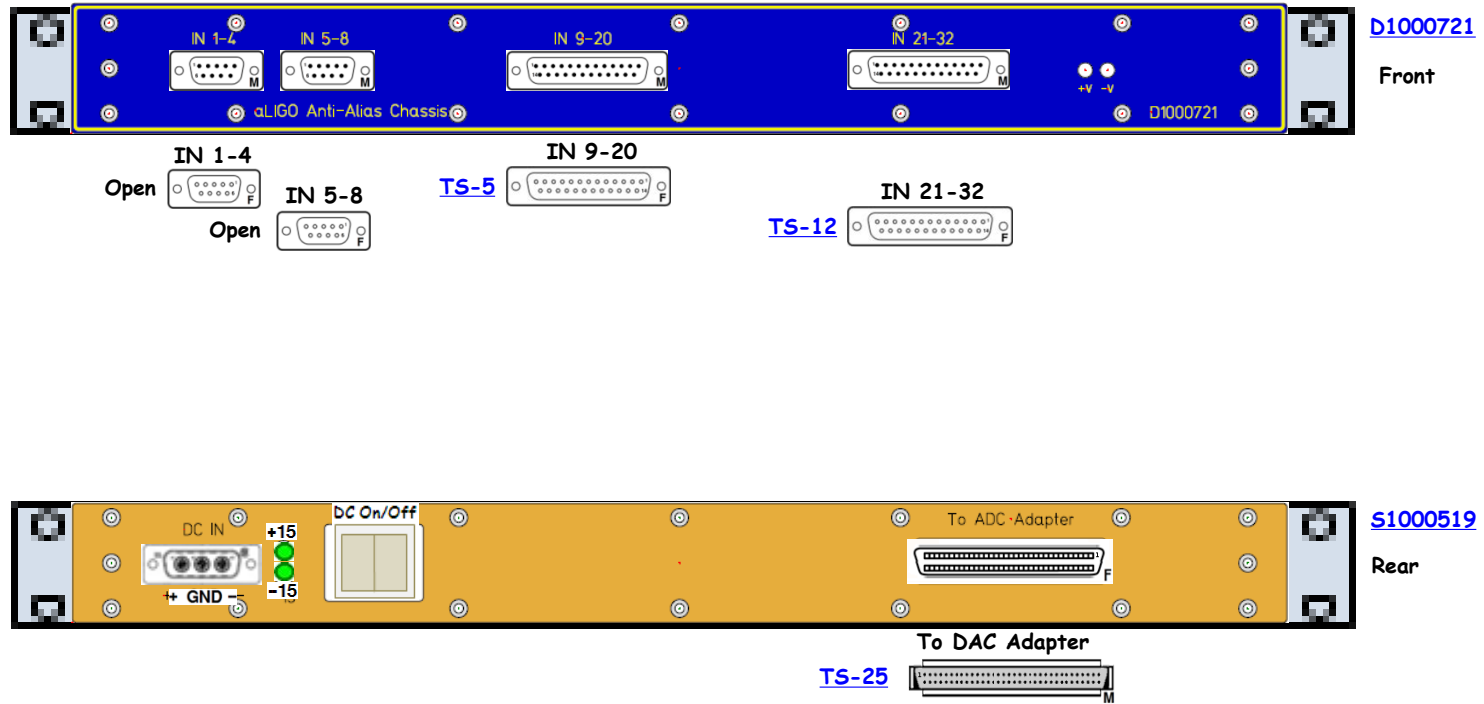 D1000721
Front
IN 1-4
IN 5-8
IN 9-20
IN 21-32
M
M
M
M
+V -V
aLIGO Anti-Alias Chassis
D1000721
IN 1-4
Open
F
IN 5-8
Open
F
IN 9-20
TS-5
F
IN 21-32
TS-12
F
S1000519
Rear
DC IN
+15
-15
+ GND -
DC On/Off
To ADC Adapter
1
F
To DAC Adapter
TS-25
1
M